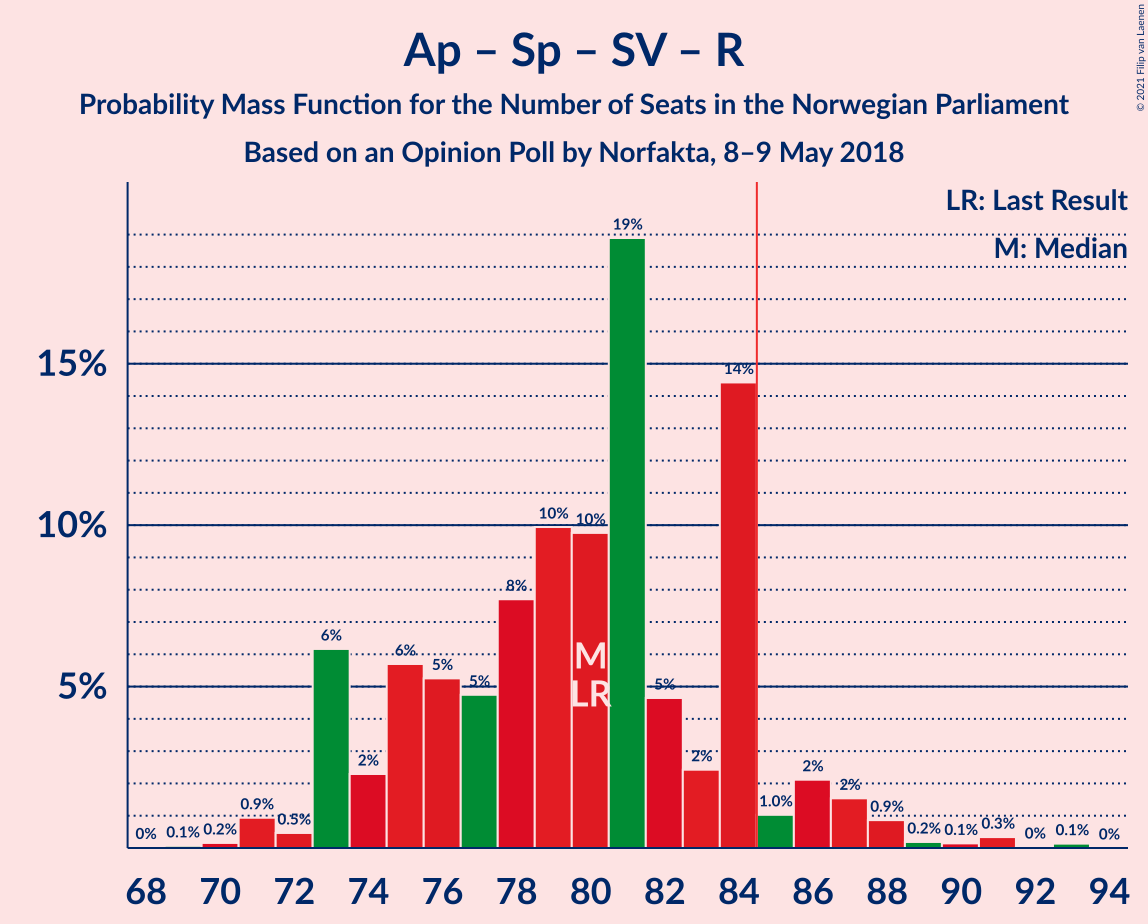 © 2021 Filip van Laenen
Ap – Sp – SV – R
Probability Mass Function for the Number of Seats in the Norwegian Parliament
Based on an Opinion Poll by Norfakta, 8–9 May 2018
LR: Last Result
M: Median
15%
10%
5%
0% 0.1% 0.2% 0.9% 0.5% 6% 2% 6% 5% 5% 8% 10% 10% 19% 5% 2% 14% 1.0% 2% 2% 0.9% 0.2% 0.1% 0.3% 0% 0.1% 0%
M
LR
68 70 72 74 76 78 80 82 84 86 88 90 92 94